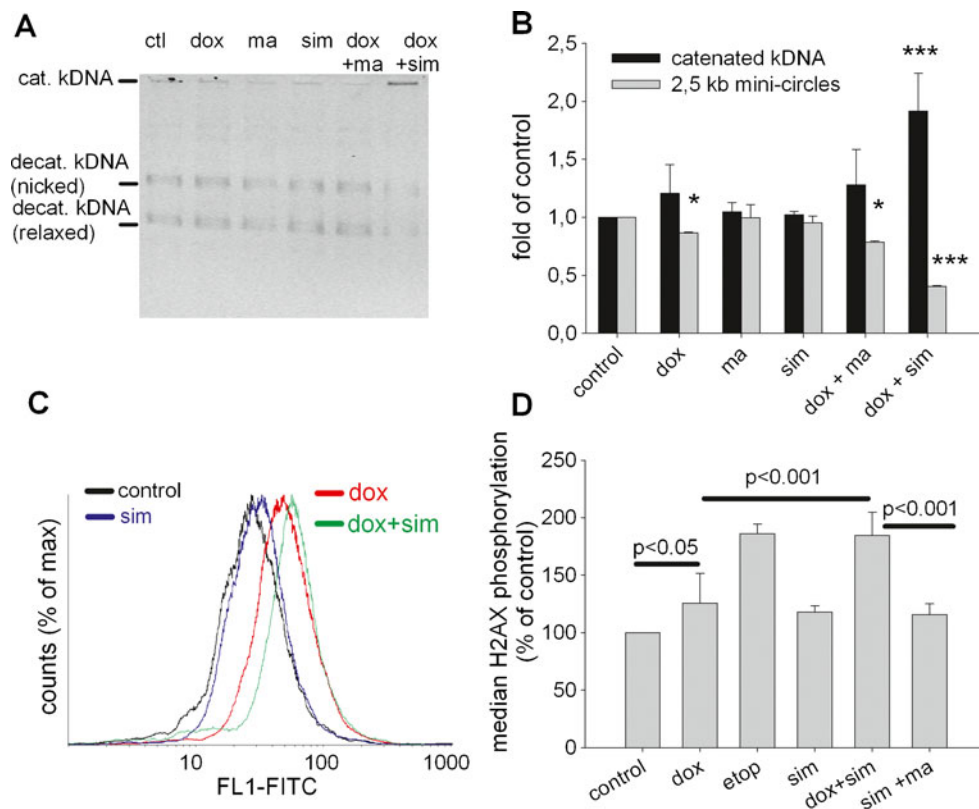 A
ctl dox ma sim dox +ma dox +sim
cat. kDNA
decat. kDNA
(nicked)
decat. kDNA
(relaxed)
B
catenated kDNA
2,5 kb mini-circles
fold of control
2,5
2,0
1,5
1,0
0,5
0,0
*
*
***
***
control
dox
ma
sim
dox + ma
dox + sim
C
control
sim
dox
dox+sim
counts (% of max)
10 100 1000
FL1-FITC
D
median H2AX phosphorylation
(% of control)
250
200
150
100
50
0
p<0.05
p<0.001
p<0.001
control
dox
etop
sim
dox+sim
sim +ma